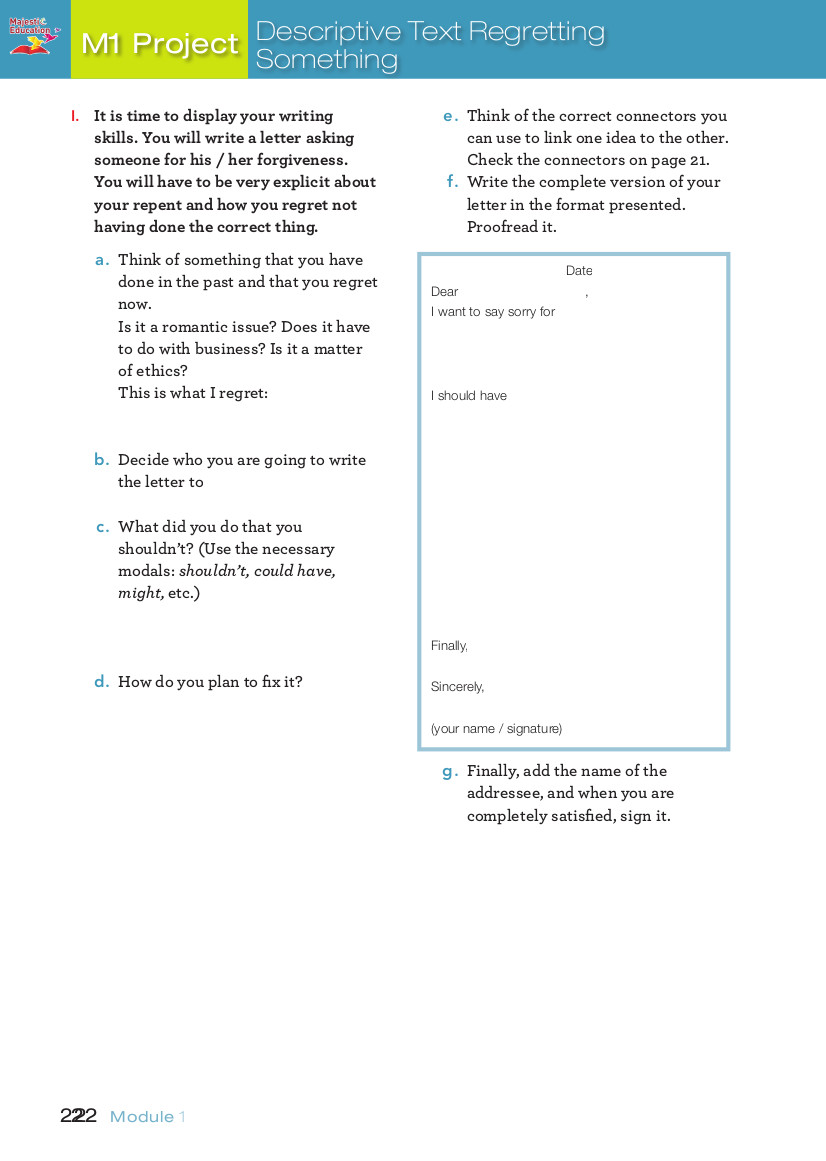 Majestic
Education
M1 Project
Descriptive Text Regretting
Something
I. It is time to display your writing
skills. You will write a letter asking
someone for his / her forgiveness.
You will have to be very explicit about
your repent and how you regret not
having done the correct thing.
a. Think of something that you have
done in the past and that you regret
now.
Is it a romantic issue? Does it have
to do with business? Is it a matter
of ethics?
This is what I regret:
b. Decide who you are going to write
the letter to
c. What did you do that you
shouldn't? (Use the necessary
modals: shouldn't, could have,
might, etc.)
d. How do you plan to fix it?
e. Think of the correct connectors you
can use to link one idea to the other.
Check the connectors on page 21.
f. Write the complete version of your
letter in the format presented.
Proofread it.
Date
Dear ,
I want to say sorry for
I should have
Finally,
Sincerely,
(your name / signature)
g. Finally, add the name of the
addressee, and when you are
completely satisfied, sign it.
Module 1